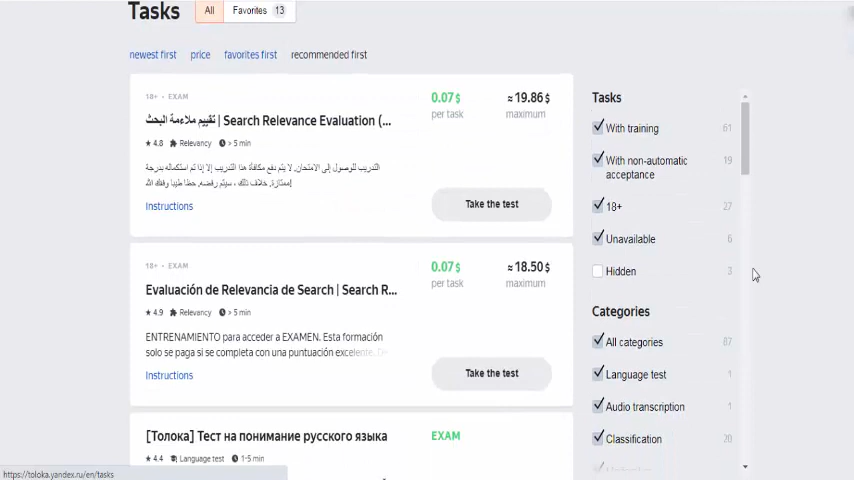 Tasks All Favorites 13
newest first price favorites first recommended first
18+ • EXAM
تقييم ملاءمة البحث | Search Relevance Evaluation (...
4.8 Relevancy > 5 min
التدريب للوصول إلى الامتحان. لا يتم دفع مكافأة هذا التدريب إلا إذا تم استكماله بدرجة
ممتازة, خلاف ذلك ، سيتم رفضه. حظا طيبا وفقك الله!
Instructions
0.07 $ ≈ 19.86 $
per task maximum
Take the test
18+ • EXAM
Evaluación de Relevancia de Search | Search R...
4.9 Relevancy > 5 min
ENTRENAMIENTO para acceder a EXAMEN. Esta formación
solo se paga si se completa con una puntuación excelente.
Instructions
0.07 $ ≈ 18.50 $
per task maximum
Take the test
[Толока] Тест на понимание русского языка
EXAM
4.4 Language test 1-5 min
Tasks
With training 61
With non-automatic 19
acceptance
18+ 27
Unavailable 6
Hidden 3
Categories
All categories 87
Language test 1
Audio transcription 1
Classification 20
https://toloka.yandex.ru/en/tasks